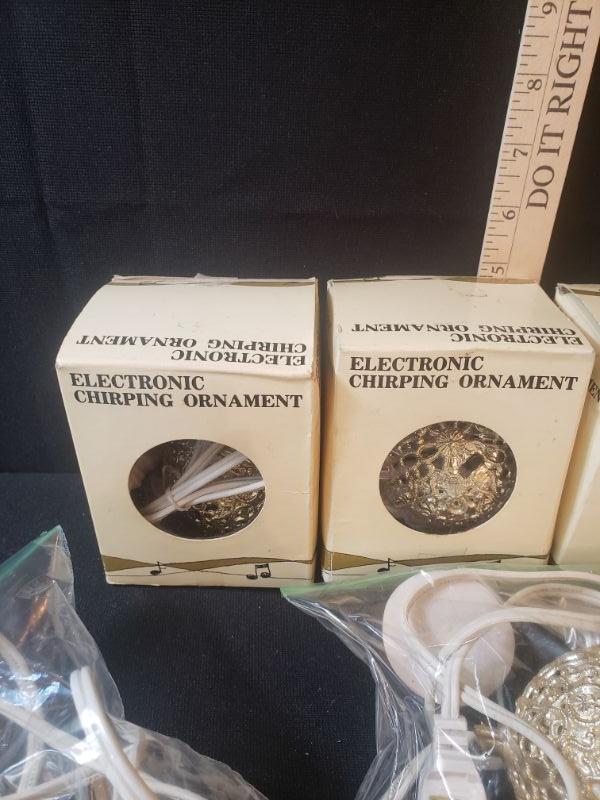 ELECTRONIC
CHIRPING ORNAMENT
ELECTRONIC
CHIRPING ORNAMENT
ELECTRONIC
CHIRPING ORNAMENT
ELECTRONIC
CHIRPING ORNAMENT
5 6 7 8 9
DO IT RIGHT